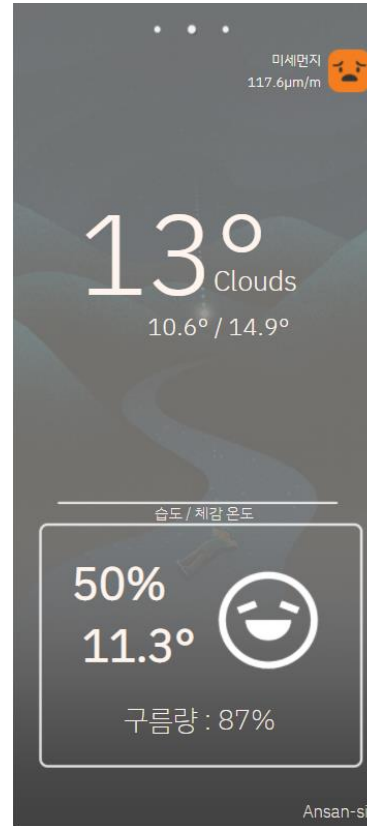 미세먼지
117.6μm/m
13°
Clouds
10.6° / 14.9°
습도 / 체감 온도
50%
11.3°
구름량 : 87%
Ansan-si